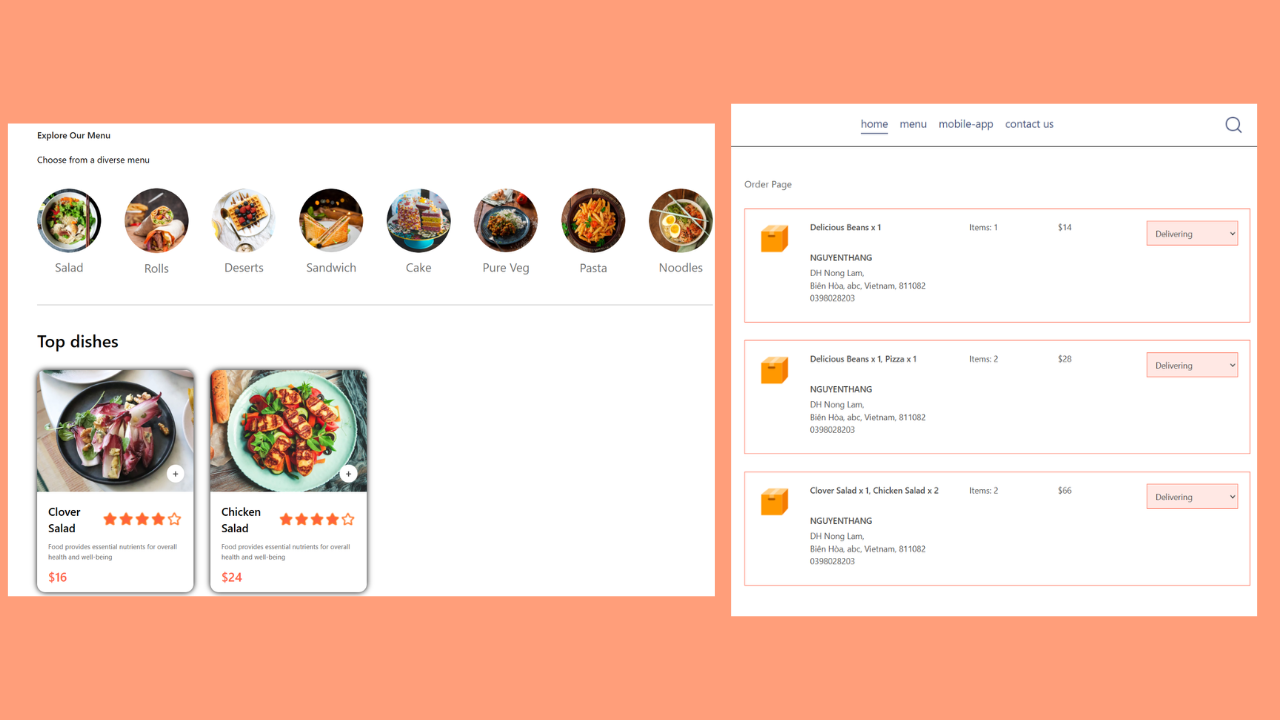 Explore Our Menu
Choose from a diverse menu
Salad
Rolls
Deserts
Sandwich
Cake
Pure Veg
Pasta
Noodles
Top dishes
+
Clover
Salad
Food provides essential nutrients for overall
health and well-being
$16
+
Chicken
Salad
Food provides essential nutrients for overall
health and well-being
$24
home menu mobile-app contact us
Order Page
Delicious Beans x 1 Items: 1 $14 Delivering
NGUYENTHANG
DH Nong Lam,
Biên Hòa, abc, Vietnam, 811082
0398028203
Delicious Beans x 1, Pizza x 1 Items: 2 $28 Delivering
NGUYENTHANG
DH Nong Lam,
Biên Hòa, abc, Vietnam, 811082
0398028203
Clover Salad x 1, Chicken Salad x 2 Items: 2 $66 Delivering
NGUYENTHANG
DH Nong Lam,
Biên Hòa, abc, Vietnam, 811082
0398028203